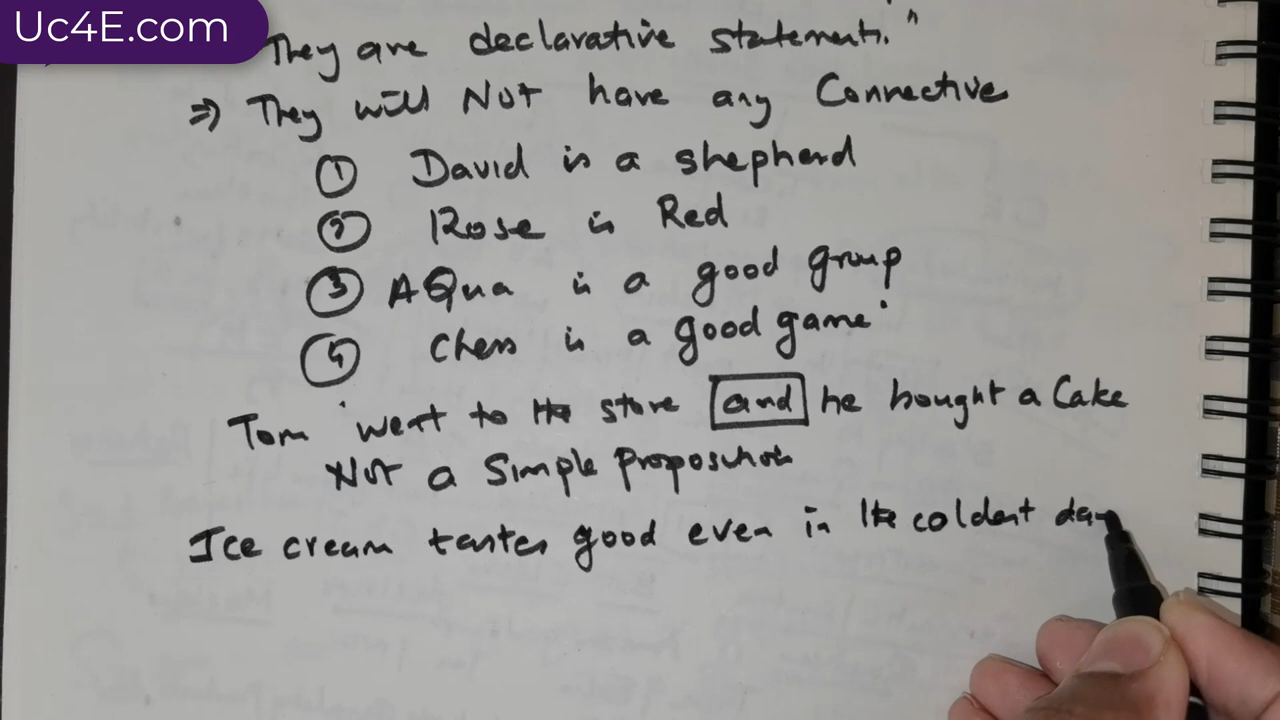 Uc4E.com
They are declarative statements."
⇒ They will Not have any Connective
① David is a shepherd
② Rose is Red
③ AQua is a good group
④ Chess is a good game
Tom went to the store and he bought a Cake
Not a Simple Proposition
Ice cream tastes good even in the coldest day